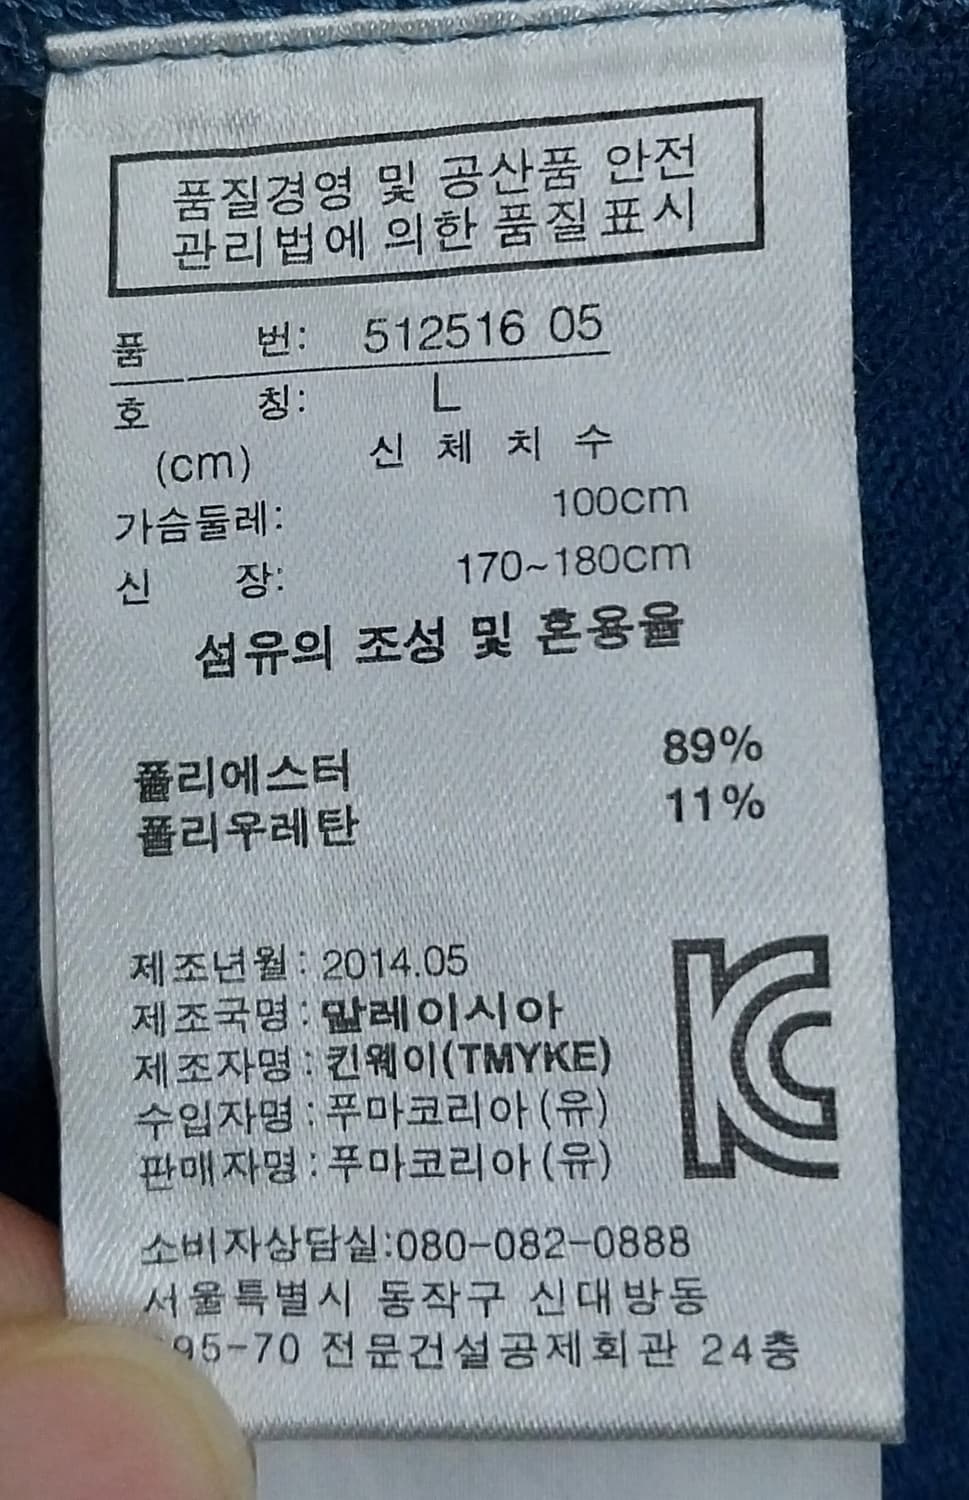 품질경영 및 공산품 안전
관리법에 의한 품질표시
품 번: 512516 05
호 칭: L
(cm) 신 체 치 수
가슴둘레: 100cm
신 장: 170~180cm
섬유의 조성 및 혼용율
폴리에스터 89%
폴리우레탄 11%
제조년월: 2014.05
제조국명: 말레이시아
제조자명: 킨웨이(TMYKE)
수입자명: 푸마코리아(유)
판매자명: 푸마코리아(유)
소비자상담실:080-082-0888
서울특별시 동작구 신대방동
95-70 전문건설공제회관 24층
KC